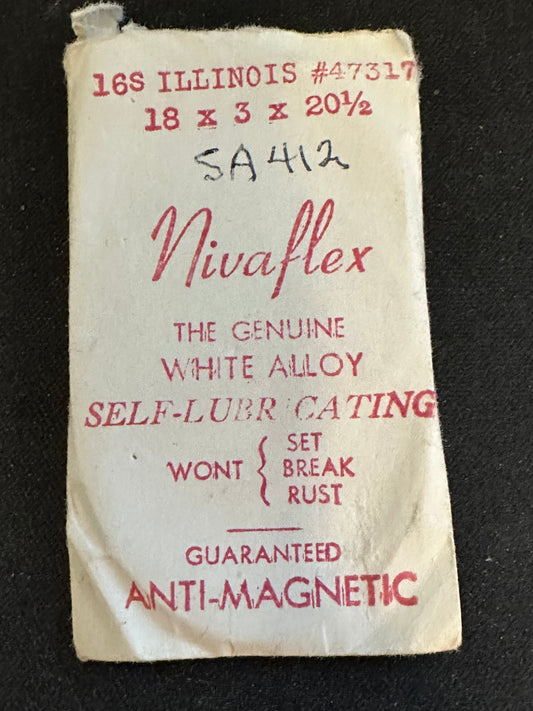 16S ILLINOIS #47317
18 x 3 x 20½
SA412
Nivaflex
THE GENUINE
WHITE ALLOY
SELF-LUBRICATING
WONT { SET
BREAK
RUST
GUARANTEED
ANTI-MAGNETIC